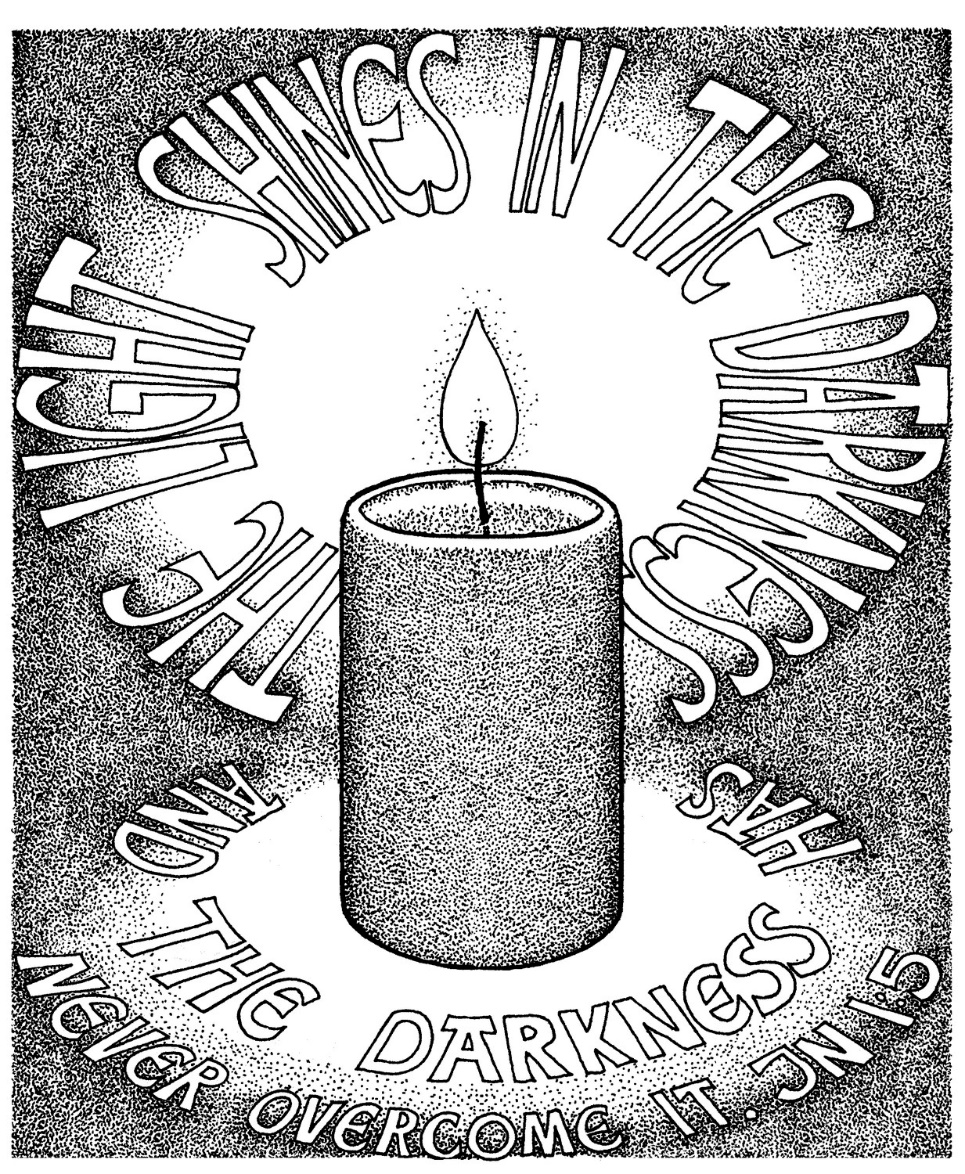 THE LIGHT SHINES IN THE DARKNESS
AND THE DARKNESS HAS
NEVER OVERCOME IT. JN 1:5